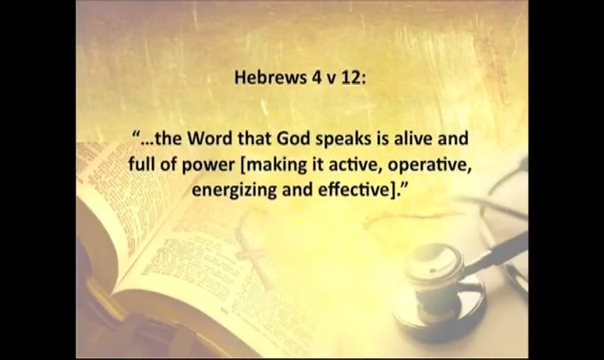 Hebrews 4 v 12:
“…the Word that God speaks is alive and
full of power [making it active, operative,
energizing and effective].”